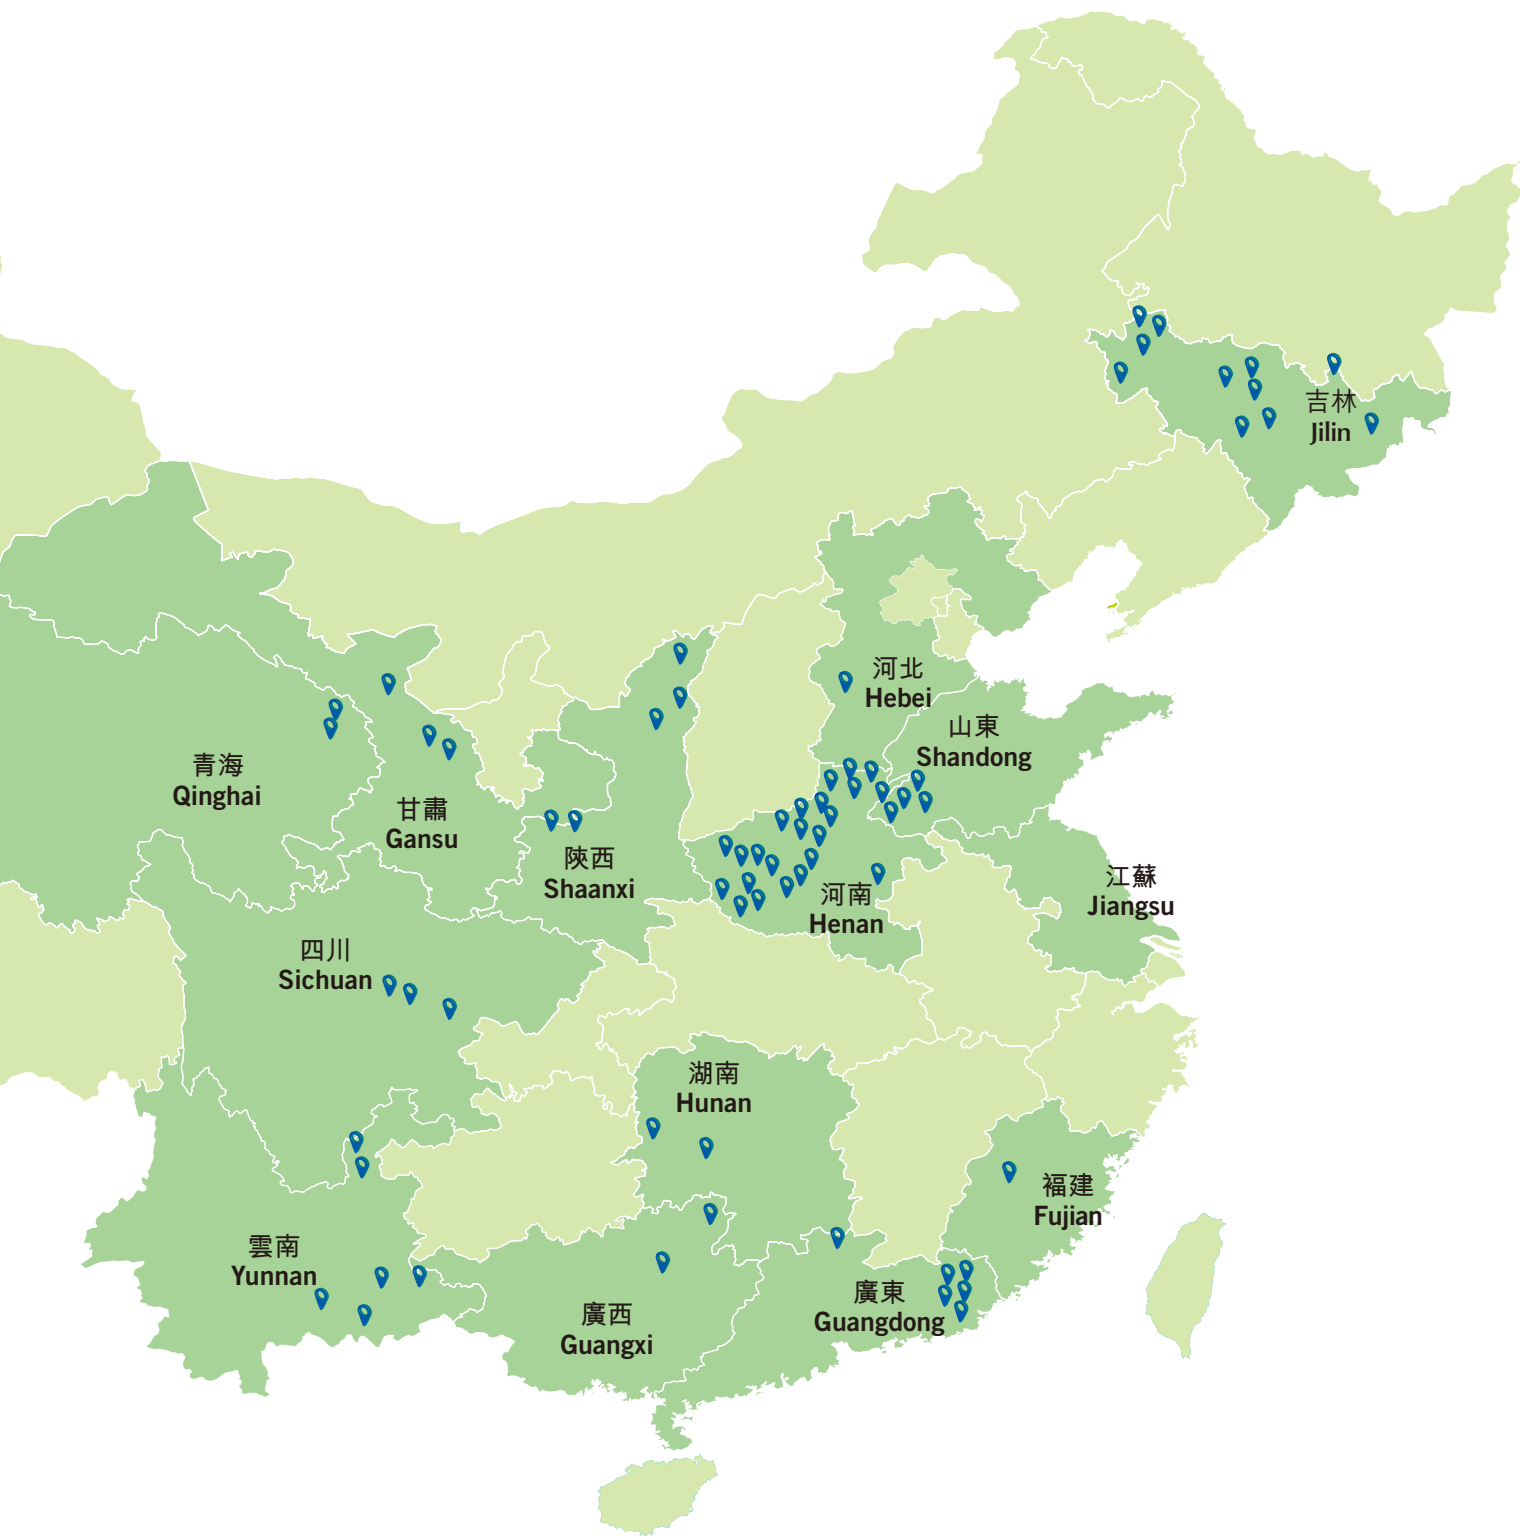 吉林
Jilin
河北
Hebei
山東
Shandong
青海
Qinghai
甘肅
Gansu
陝西
Shaanxi
河南
Henan
江蘇
Jiangsu
四川
Sichuan
湖南
Hunan
福建
Fujian
雲南
Yunnan
廣西
Guangxi
廣東
Guangdong